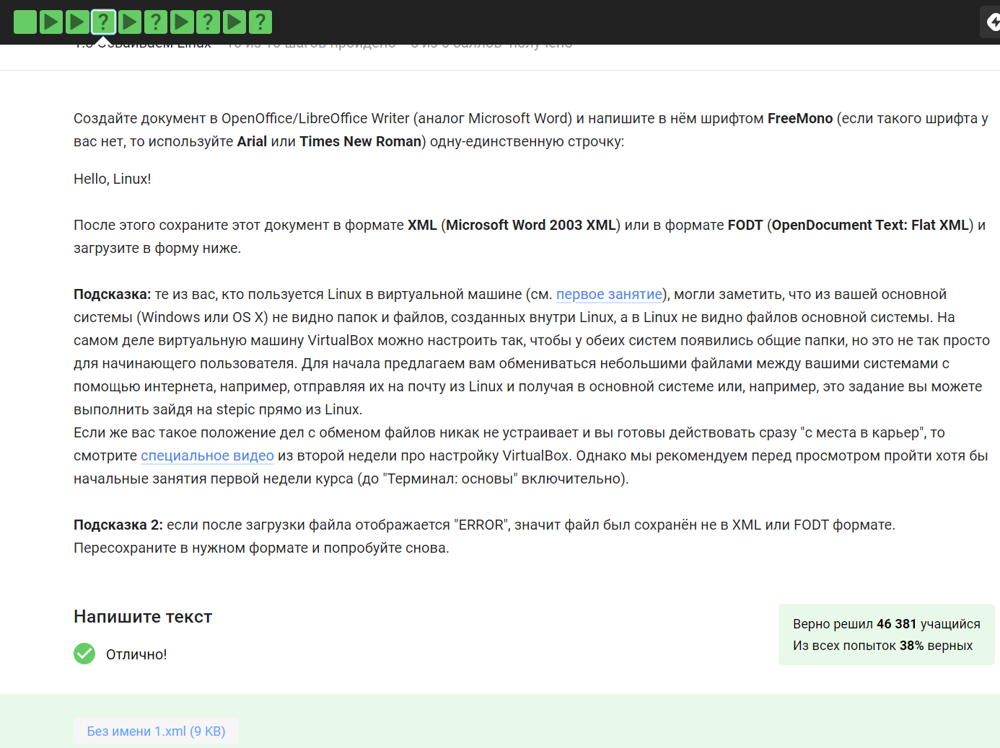 Создайте документ в OpenOffice/LibreOffice Writer (аналог Microsoft Word) и напишите в нём шрифтом FreeMono (если такого шрифта у
вас нет, то используйте Arial или Times New Roman) одну-единственную строчку:
Hello, Linux!
После этого сохраните этот документ в формате XML (Microsoft Word 2003 XML) или в формате FODT (OpenDocument Text: Flat XML) и
загрузите в форму ниже.
Подсказка: те из вас, кто пользуется Linux в виртуальной машине (см. первое занятие), могли заметить, что из вашей основной
системы (Windows или OS X) не видно папок и файлов, созданных внутри Linux, а в Linux не видно файлов основной системы. На
самом деле виртуальную машину VirtualBox можно настроить так, чтобы у обеих систем появились общие папки, но это не так просто
для начинающего пользователя. Для начала предлагаем вам обмениваться небольшими файлами между вашими системами с
помощью интернета, например, отправляя их на почту из Linux и получая в основной системе или, например, это задание вы можете
выполнить зайдя на stepic прямо из Linux.
Если же вас такое положение дел с обменом файлов никак не устраивает и вы готовы действовать сразу "с места в карьер", то
смотрите специальное видео из второй недели про настройку VirtualBox. Однако мы рекомендуем перед просмотром пройти хотя бы
начальные занятия первой недели курса (до "Терминал: основы" включительно).
Подсказка 2: если после загрузки файла отображается "ERROR", значит файл был сохранён не в XML или FODT формате.
Пересохраните в нужном формате и попробуйте снова.
Напишите текст
Отлично!
Верно решил 46 381 учащийся
Из всех попыток 38% верных
Без имени 1.xml (9 KB)